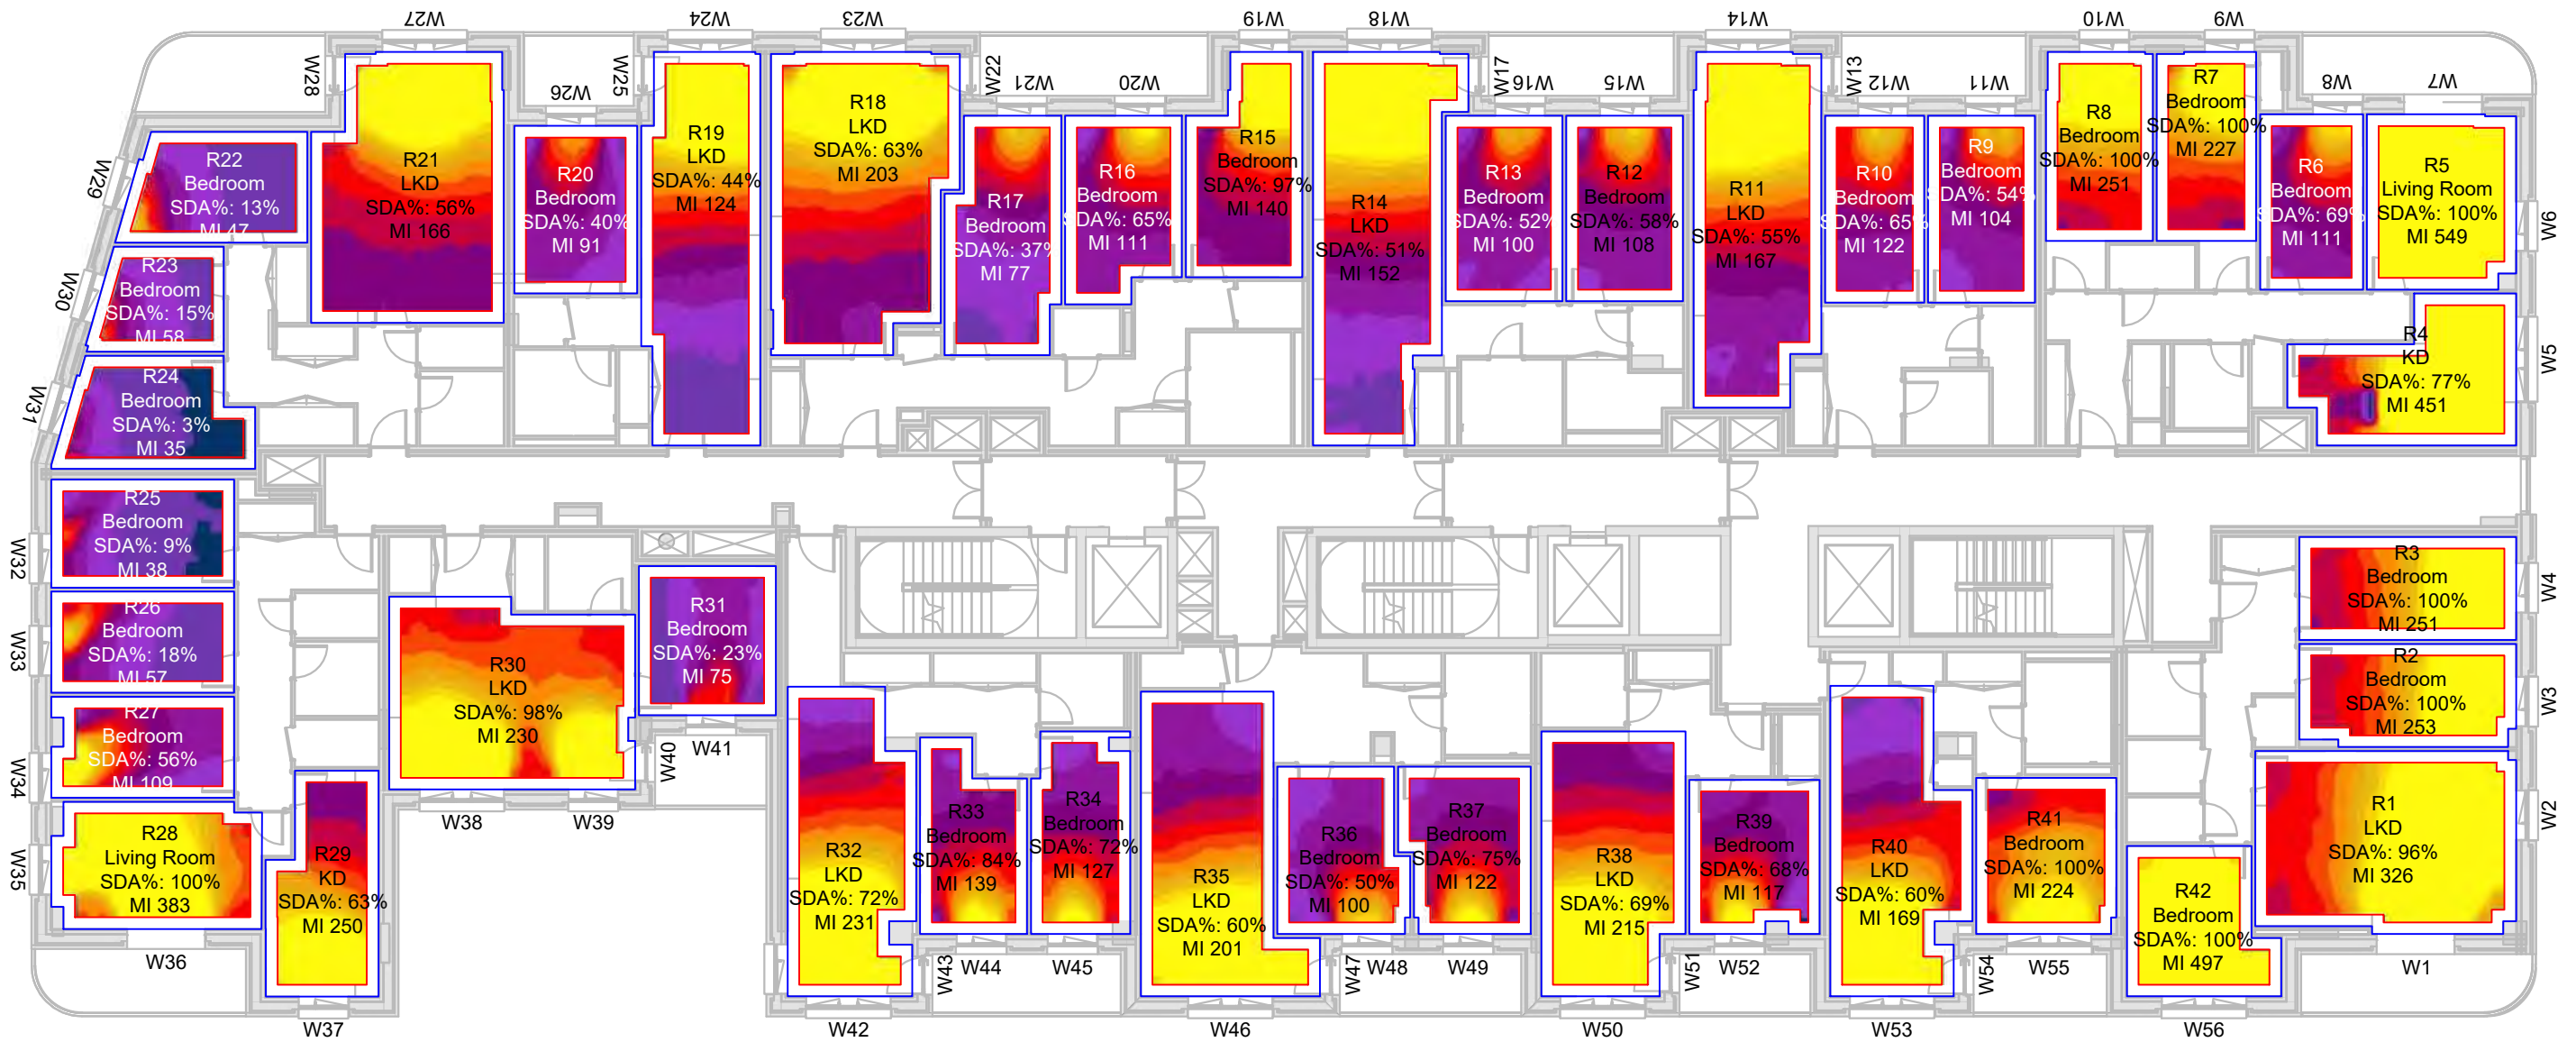 W27
W24
W23
W19
W18
W14
W10
W9
W28
W26
W25
W22
W21
W20
W17
W16
W15
W13
W12
W11
W8
W7
R22
Bedroom
SDA%: 13%
MI 47
R21
LKD
SDA%: 56%
MI 166
R20
Bedroom
SDA%: 40%
MI 91
R19
LKD
SDA%: 44%
MI 124
R18
LKD
SDA%: 63%
MI 203
R17
Bedroom
SDA%: 37%
MI 77
R16
Bedroom
SDA%: 65%
MI 111
R15
Bedroom
SDA%: 97%
MI 140
R14
LKD
SDA%: 51%
MI 152
R13
Bedroom
SDA%: 52%
MI 100
R12
Bedroom
SDA%: 58%
MI 108
R11
LKD
SDA%: 55%
MI 167
R10
Bedroom
SDA%: 65%
MI 122
R9
Bedroom
SDA%: 54%
MI 104
R8
Bedroom
SDA%: 100%
MI 251
R7
Bedroom
SDA%: 100%
MI 227
R6
Bedroom
SDA%: 69%
MI 111
R5
Living Room
SDA%: 100%
MI 549
W6
W29
R23
Bedroom
SDA%: 15%
MI 58
W30
R4
KD
SDA%: 77%
MI 451
W5
R24
Bedroom
SDA%: 3%
MI 35
W31
R25
Bedroom
SDA%: 9%
MI 38
W32
R26
Bedroom
SDA%: 18%
MI 57
W33
R27
Bedroom
SDA%: 56%
MI 109
W34
R28
Living Room
SDA%: 100%
MI 383
W35
W36
R29
KD
SDA%: 63%
MI 250
W37
R30
LKD
SDA%: 98%
MI 230
W38
W39
W40
R31
Bedroom
SDA%: 23%
MI 75
W41
R32
LKD
SDA%: 72%
MI 231
W42
W43
R33
Bedroom
SDA%: 84%
MI 139
W44
R34
Bedroom
SDA%: 72%
MI 127
W45
R35
LKD
SDA%: 60%
MI 201
W46
W47
R36
Bedroom
SDA%: 50%
MI 100
W48
R37
Bedroom
SDA%: 75%
MI 122
W49
R38
LKD
SDA%: 69%
MI 215
W50
W51
R39
Bedroom
SDA%: 68%
MI 117
W52
R40
LKD
SDA%: 60%
MI 169
W53
W54
R41
Bedroom
SDA%: 100%
MI 224
W55
R42
Bedroom
SDA%: 100%
MI 497
W56
R3
Bedroom
SDA%: 100%
MI 251
W4
R2
Bedroom
SDA%: 100%
MI 253
W3
R1
LKD
SDA%: 96%
MI 326
W2
W1